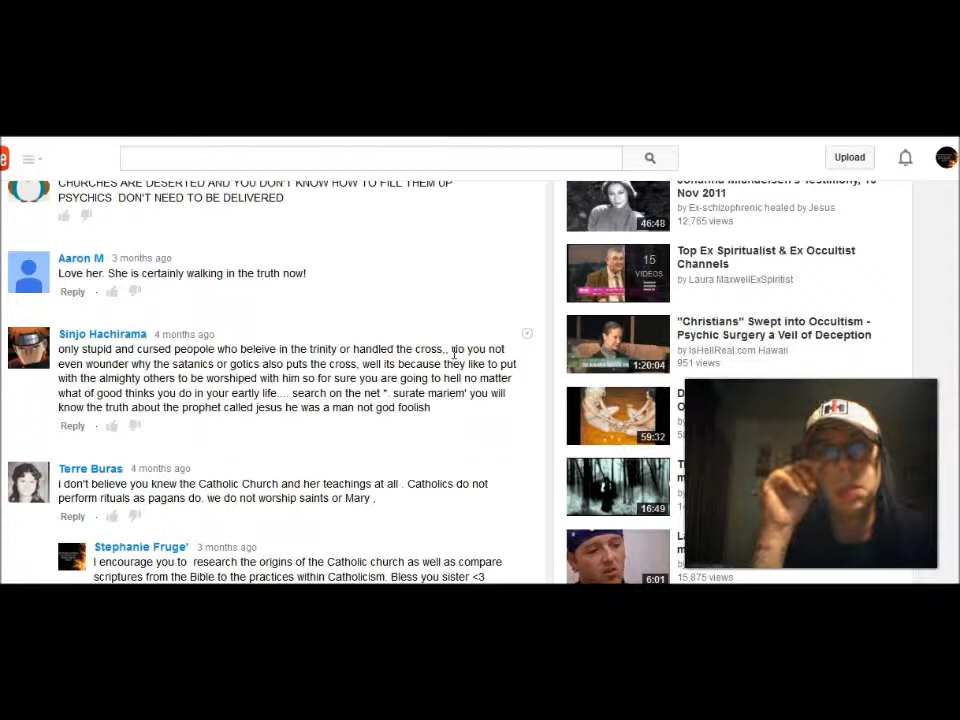 e
Upload
CHURCHES ARE DESERTED AND YOU DON'T KNOW HOW TO FILL THEM UP
PSYCHICS DON'T NEED TO BE DELIVERED
Aaron M 3 months ago
Love her. She is certainly walking in the truth now!
Reply
Sinjo Hachirama 4 months ago
only stupid and cursed peopole who beleive in the trinity or handled the cross,, do you not
even wounder why the satanics or gotics also puts the cross, well its because they like to put
with the almighty others to be worshiped with him so for sure you are going to hell no matter
what of good thinks you do in your eartly life.... search on the net ". surate mariem' you will
know the truth about the prophet called jesus he was a man not god foolish
Reply
Terre Buras 4 months ago
i don't believe you knew the Catholic Church and her teachings at all . Catholics do not
perform rituals as pagans do. we do not worship saints or Mary .
Reply
Stephanie Fruge' 3 months ago
I encourage you to research the origins of the Catholic church as well as compare
scriptures from the Bible to the practices within Catholicism. Bless you sister <3
Johanna Michaelsen's Testimony, 10
Nov 2011
by Ex-schizophrenic healed by Jesus
12,765 views
46:48
Top Ex Spiritualist & Ex Occultist
Channels
by Laura MaxwellExSpiritist
15
VIDEOS
"Christians" Swept into Occultism -
Psychic Surgery a Veil of Deception
by IsHellReal.com Hawaii
951 views
1:20:04
59:32
16:49
6:01
15,875 views